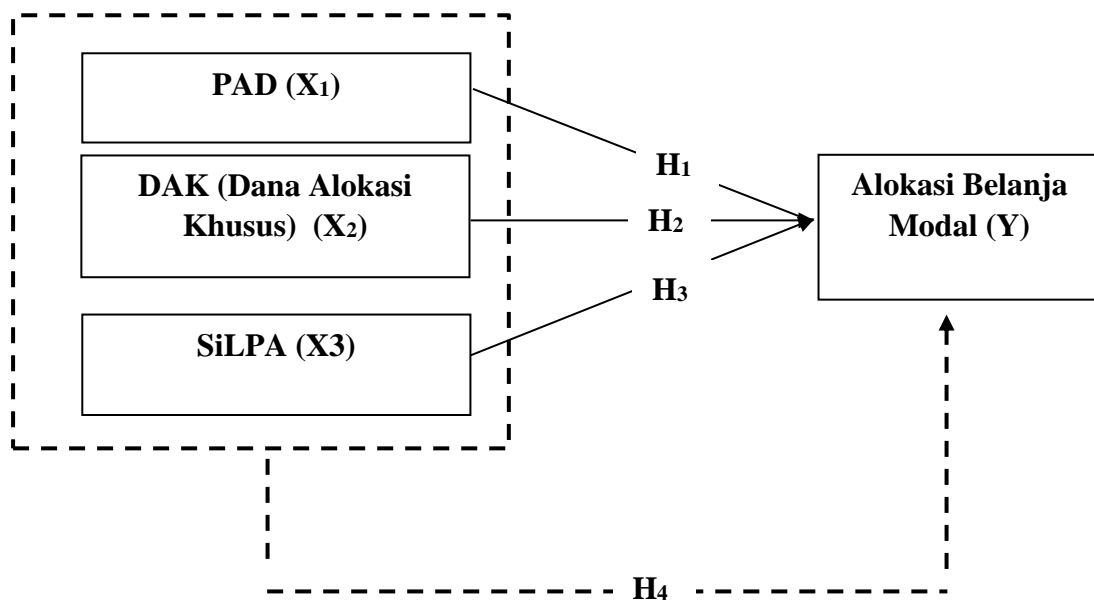 PAD (X₁)
DAK (Dana Alokasi
Khusus) (X₂)
SiLPA (X3)
H₁
H₂
H₃
Alokasi Belanja
Modal (Y)
H₄